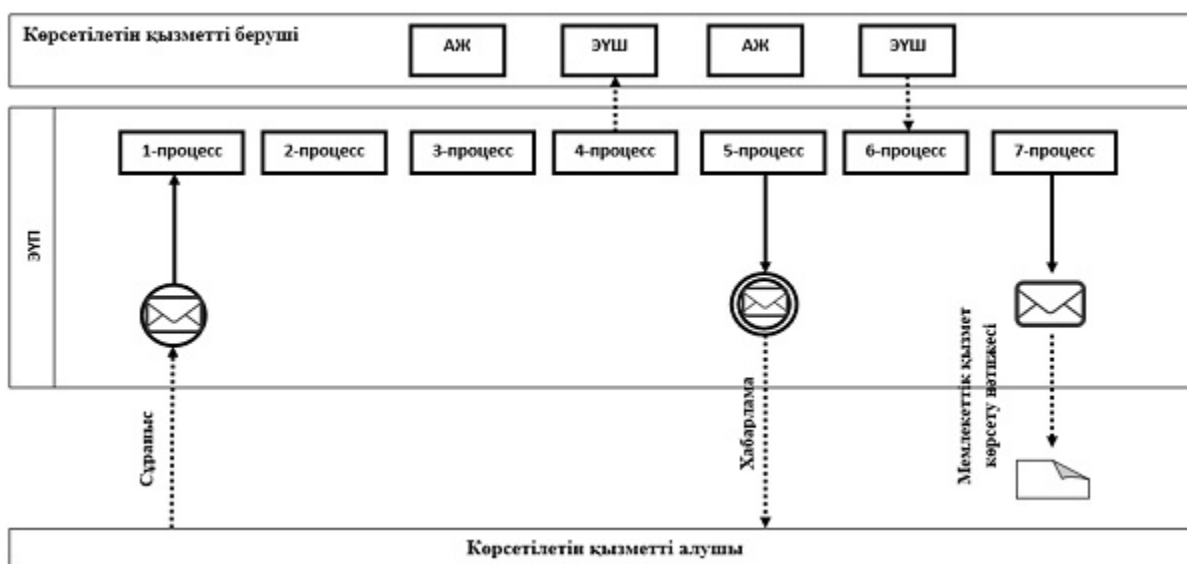 Көрсетілетін қызметті беруші
АЖ
ЭҮШ
АЖ
ЭҮШ
ЭҮП
1-процесс
2-процесс
3-процесс
4-процесс
5-процесс
6-процесс
7-процесс
Сұраныс
Хабарлама
Мемлекеттік қызмет
көрсету нәтижесі
Көрсетілетін қызметті алушы